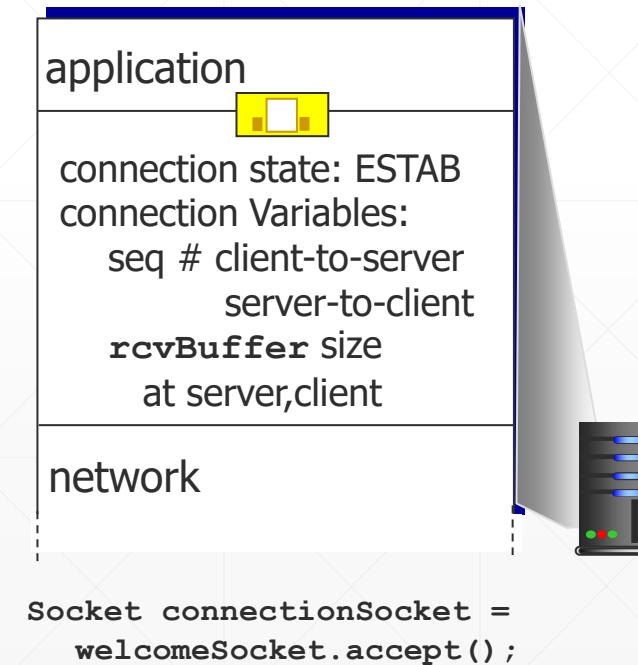 application
connection state: ESTAB
connection Variables:
seq # client-to-server
server-to-client
rcvBuffer size
at server,client
network
Socket connectionSocket =
welcomeSocket.accept();